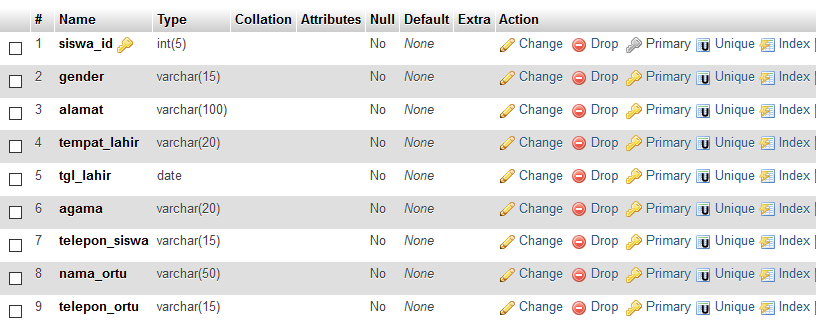 # Name Type Collation Attributes Null Default Extra Action
1 siswa_id int(5) No None Change Drop Primary Unique Index
2 gender varchar(15) No None Change Drop Primary Unique Index
3 alamat varchar(100) No None Change Drop Primary Unique Index
4 tempat_lahir varchar(20) No None Change Drop Primary Unique Index
5 tgl_lahir date No None Change Drop Primary Unique Index
6 agama varchar(20) No None Change Drop Primary Unique Index
7 telepon_siswa varchar(15) No None Change Drop Primary Unique Index
8 nama_ortu varchar(50) No None Change Drop Primary Unique Index
9 telepon_ortu varchar(15) No None Change Drop Primary Unique Index